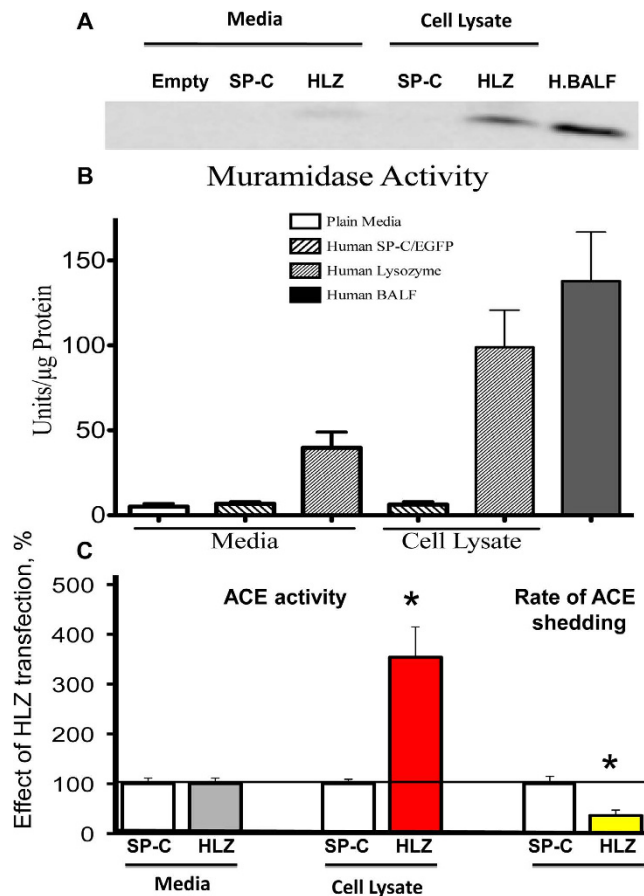 A
Media
Cell Lysate
Empty SP-C HLZ SP-C HLZ H.BALF
B
Muramidase Activity
Plain Media
Human SP-C/EGFP
Human Lysozyme
Human BALF
Units/µg Protein
150
100
50
0
Media Cell Lysate
C
Effect of HLZ transfection, %
500
400
300
200
100
0
ACE activity
*
Rate of ACE
shedding
*
SP-C HLZ SP-C HLZ SP-C HLZ
Media Cell Lysate